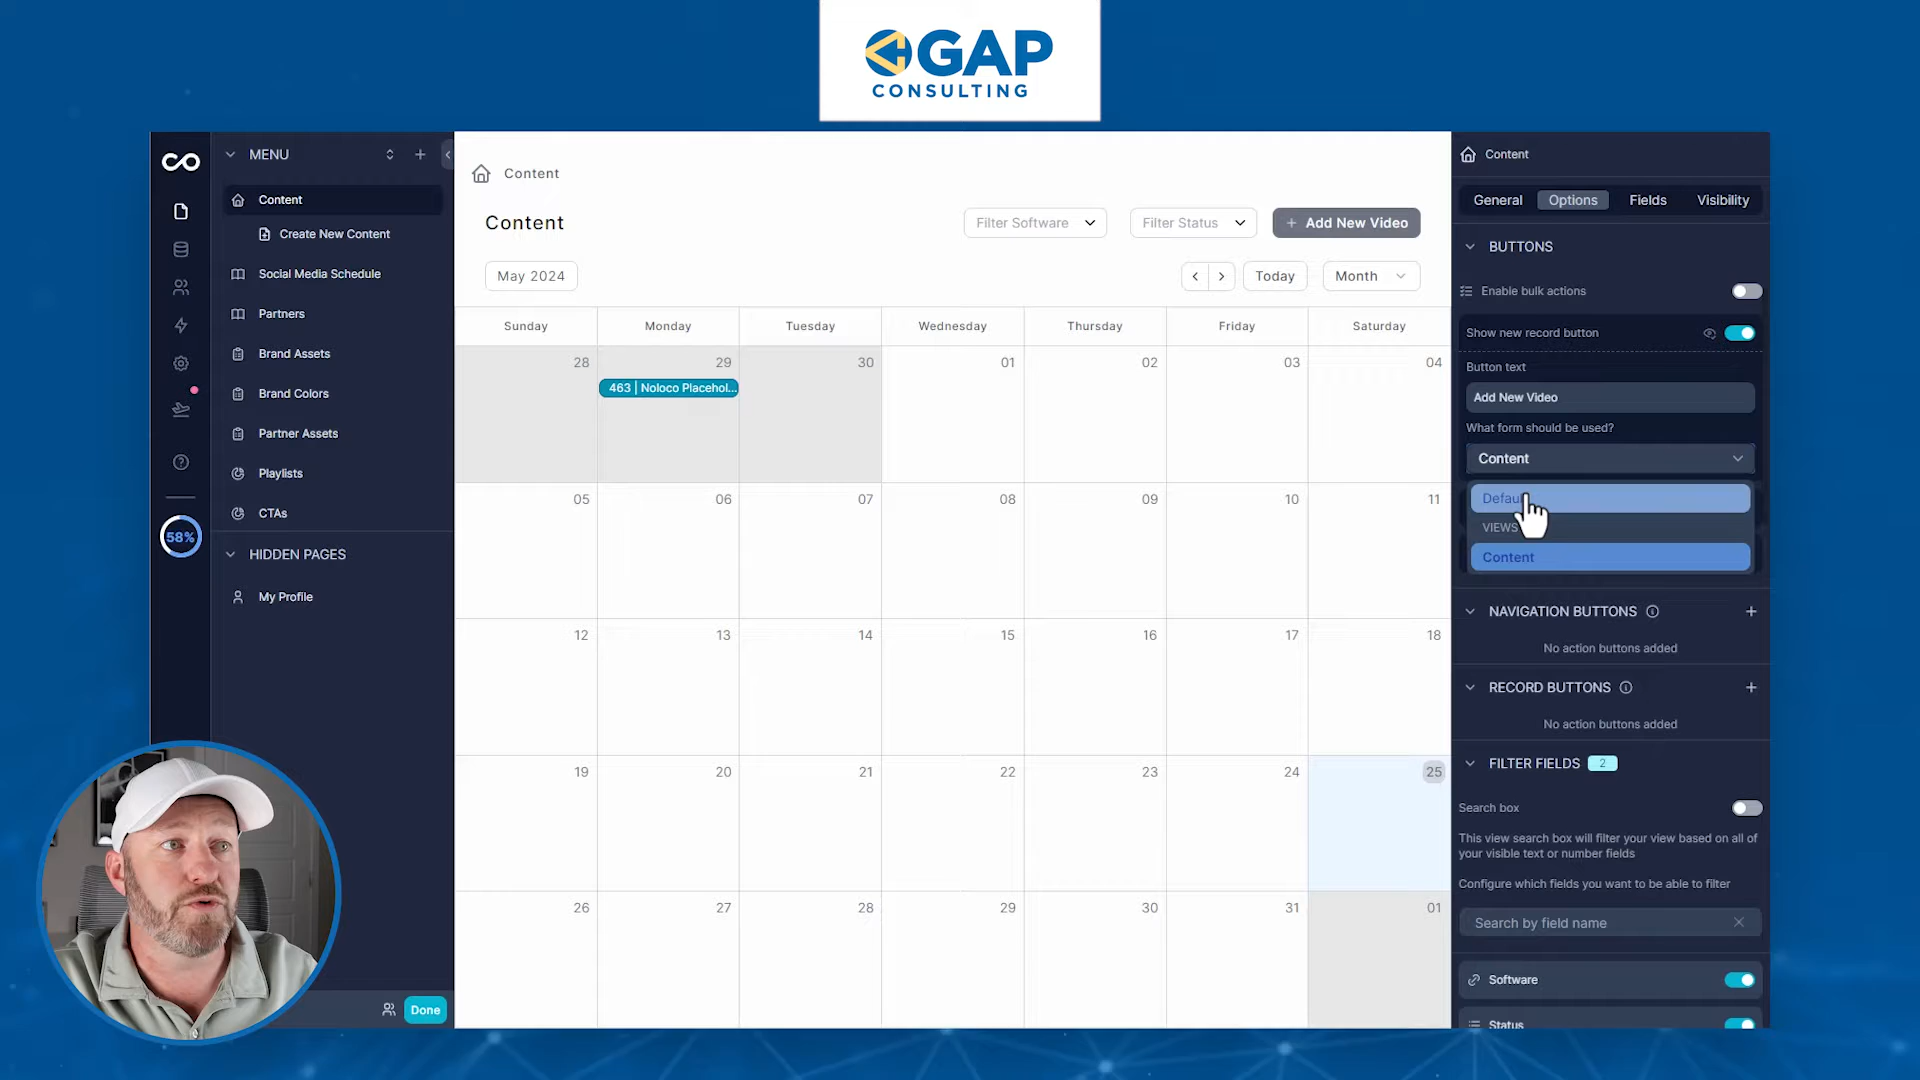 GAP
CONSULTING
MENU
Content
Create New Content
Social Media Schedule
Partners
Brand Assets
Brand Colors
Partner Assets
Playlists
CTAs
HIDDEN PAGES
My Profile
58%
Done
Content
Content
Filter Software
Filter Status
+ Add New Video
May 2024
Today
Month
Sunday Monday Tuesday Wednesday Thursday Friday Saturday
28 29 30 01 02 03 04
463 | Noloco Placehol...
05 06 07 08 09 10 11
12 13 14 15 16 17 18
19 20 21 22 23 24 25
26 27 28 29 30 31 01
Content
General Options Fields Visibility
BUTTONS
Enable bulk actions
Show new record button
Button text
Add New Video
What form should be used?
Content
VIEWS
Content
NAVIGATION BUTTONS
No action buttons added
RECORD BUTTONS
No action buttons added
FILTER FIELDS 2
Search box
This view search box will filter your view based on all of
your visible text or number fields
Configure which fields you want to be able to filter
Search by field name
Software
Status